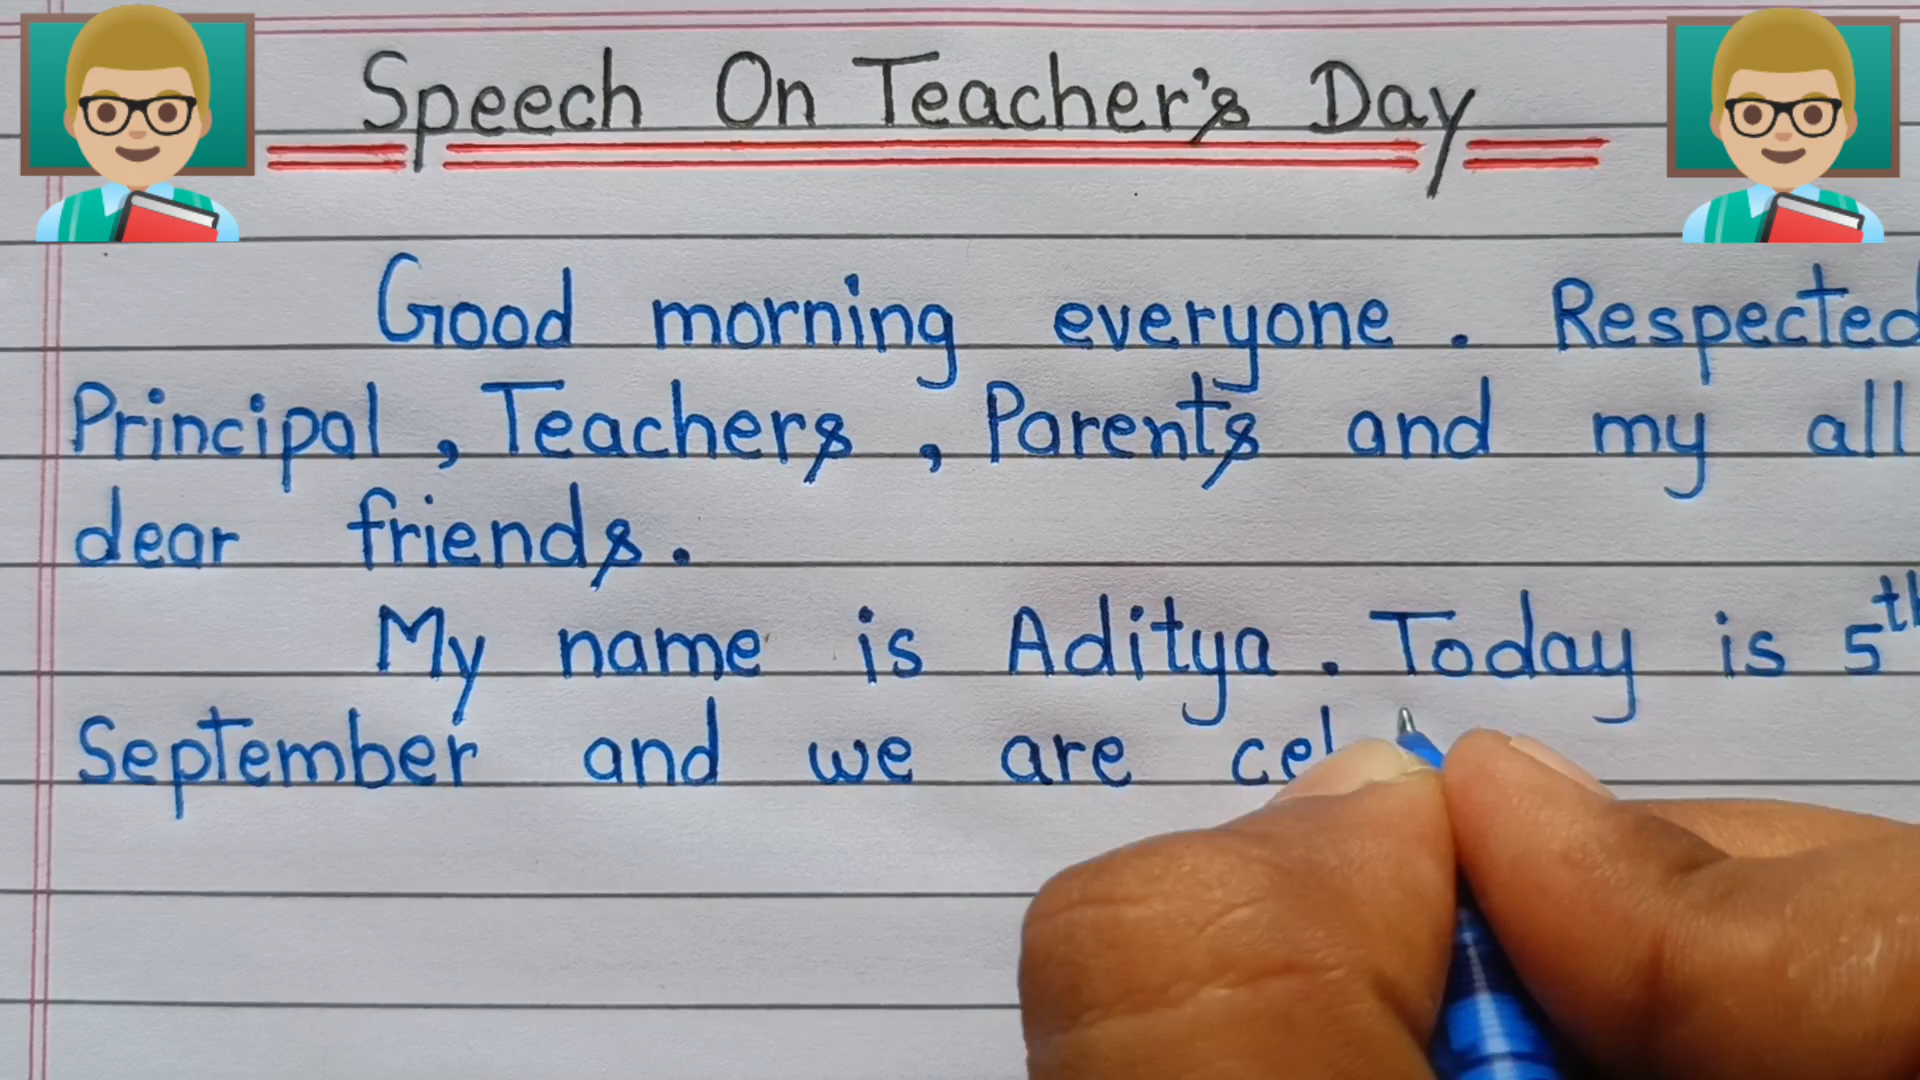 Speech On Teacher's Day
Good morning everyone. Respected
Principal, Teachers, Parents and my all
dear friends.
My name is Aditya. Today is 5th
September and we are cel